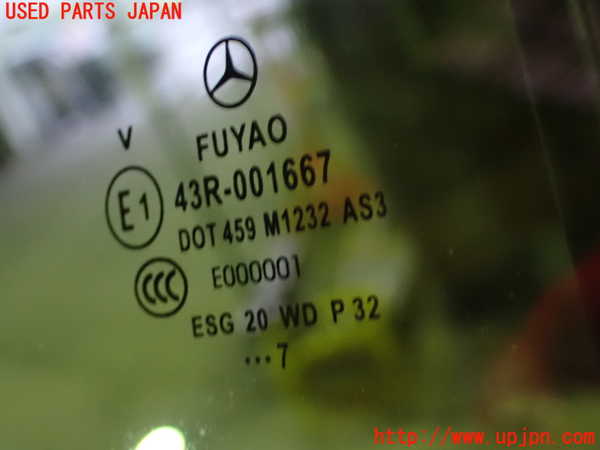 USED PARTS JAPAN
V
FUYAO
E1
43R-001667
DOT 459 M1232 AS3
CCC
E000001
ESG 20 WD P 32
...7
http://www.upjpn.com/